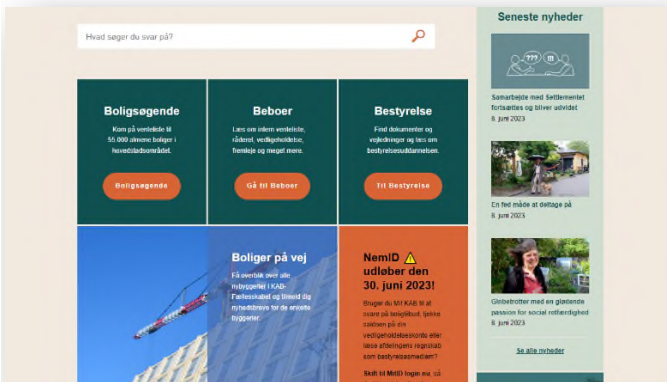 Hvad søger du svar på?
Boligsøgende
Kom på venteliste til
55.000 almene boliger i
hovedstadsområdet.
Boligsøgende
Beboer
Læs om intern venteliste,
råderet, vedligeholdelse,
fremleje og meget mere.
Gå til Beboer
Bestyrelse
Find dokumenter og
vejledninger og læs om
bestyrelsesuddannelsen.
Til Bestyrelse
Boliger på vej
Få overblik over alle
nybyggerier i KAB-
Fællesskabet og tilmeld dig
nyhedsbreve for de enkelte
byggerier.
NemID ⚠
udløber den
30. juni 2023!
Bruger du Mit KAB til at
svare på boligtilbud, tjekke
saldoen på din
vedligeholdelseskonto eller
læse afdelingens regnskab
som bestyrelsesmedlem?
Skift til MitID login nu, så
Seneste nyheder
??? !!!
Samarbejde med Settlementet
fortsættes og bliver udvidet
8. juni 2023
En fed måde at deltage på
8. juni 2023
Globetrotter med en glødende
passion for social retfærdighed
8. juni 2023
Se alle nyheder